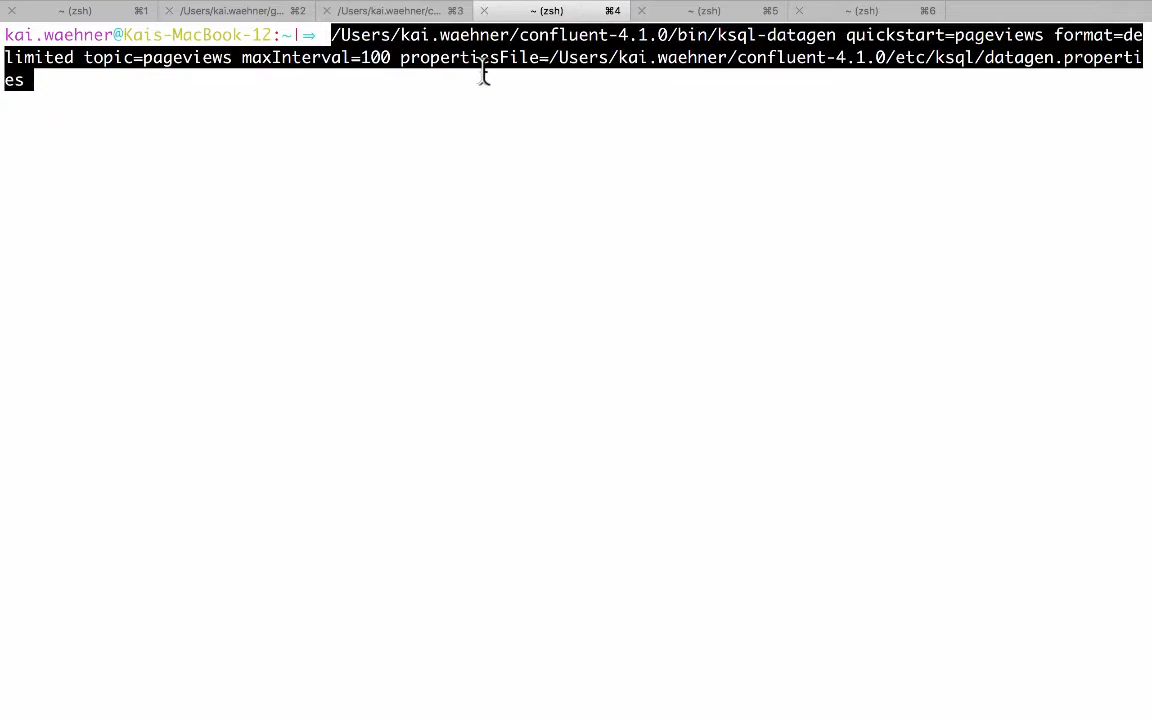 ~ (zsh) ⌘1 /Users/kai.waehner/g... ⌘2 /Users/kai.waehner/c... ⌘3 ~ (zsh) ⌘4 ~ (zsh) ⌘5 ~ (zsh) ⌘6
kai.waehner@Kais-MacBook-12:~|⇒ /Users/kai.waehner/confluent-4.1.0/bin/ksql-datagen quickstart=pageviews format=de
limited topic=pageviews maxInterval=100 propertiesFile=/Users/kai.waehner/confluent-4.1.0/etc/ksql/datagen.properti
es